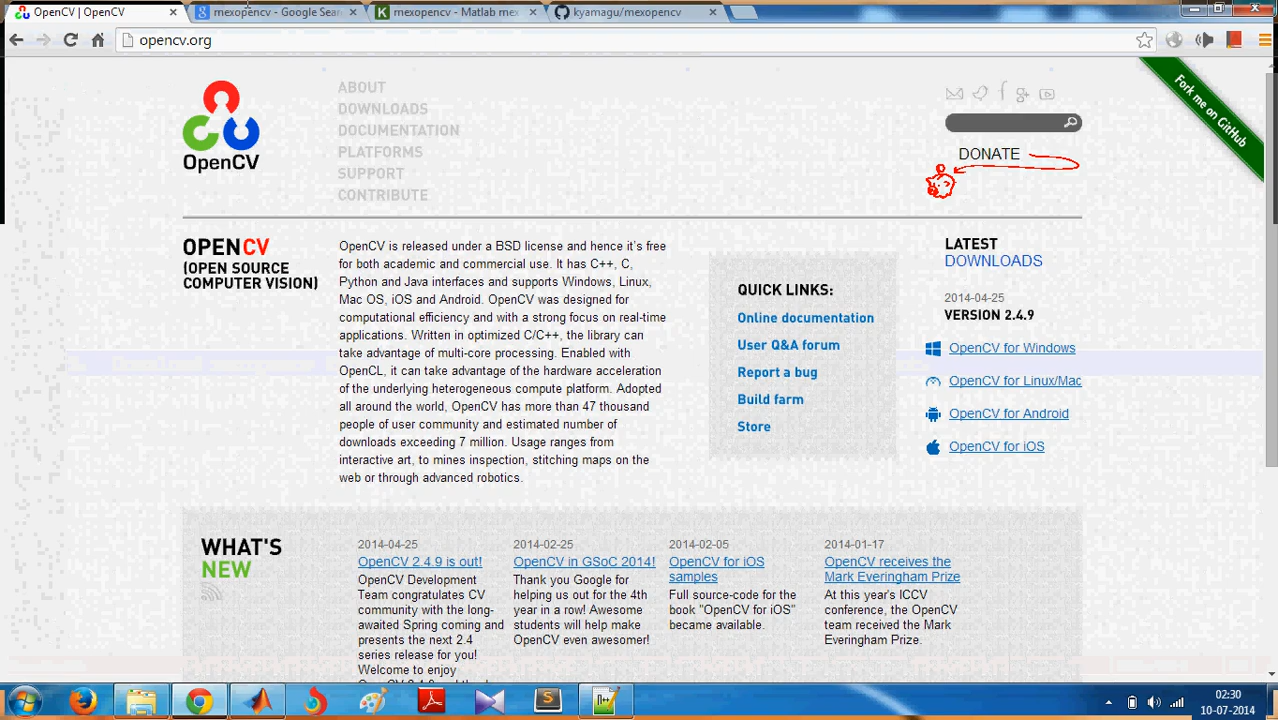 OpenCV | OpenCV
mexopencv - Google Sear
mexopencv - Matlab mex
kyamagu/mexopencv
opencv.org
OpenCV
ABOUT
DOWNLOADS
DOCUMENTATION
PLATFORMS
SUPPORT
CONTRIBUTE
DONATE
Fork me on GitHub
OPENCV
(OPEN SOURCE
COMPUTER VISION)
OpenCV is released under a BSD license and hence it's free
for both academic and commercial use. It has C++, C,
Python and Java interfaces and supports Windows, Linux,
Mac OS, iOS and Android. OpenCV was designed for
computational efficiency and with a strong focus on real-time
applications. Written in optimized C/C++, the library can
take advantage of multi-core processing. Enabled with
OpenCL, it can take advantage of the hardware acceleration
of the underlying heterogeneous compute platform. Adopted
all around the world, OpenCV has more than 47 thousand
people of user community and estimated number of
downloads exceeding 7 million. Usage ranges from
interactive art, to mines inspection, stitching maps on the
web or through advanced robotics.
QUICK LINKS:
Online documentation
User Q&A forum
Report a bug
Build farm
Store
LATEST
DOWNLOADS
2014-04-25
VERSION 2.4.9
OpenCV for Windows
OpenCV for Linux/Mac
OpenCV for Android
OpenCV for iOS
WHAT'S
NEW
2014-04-25
OpenCV 2.4.9 is out!
OpenCV Development
Team congratulates CV
community with the long-
awaited Spring coming and
presents the next 2.4
series release for you!
Welcome to enjoy
2014-02-25
OpenCV in GSoC 2014!
Thank you Google for
helping us out for the 4th
year in a row! Awesome
students will help make
OpenCV even awesomer!
2014-02-05
OpenCV for iOS
samples
Full source-code for the
book "OpenCV for iOS"
became available.
2014-01-17
OpenCV receives the
Mark Everingham Prize
At this year's ICCV
conference, the OpenCV
team received the Mark
Everingham Prize.
02:30
10-07-2014